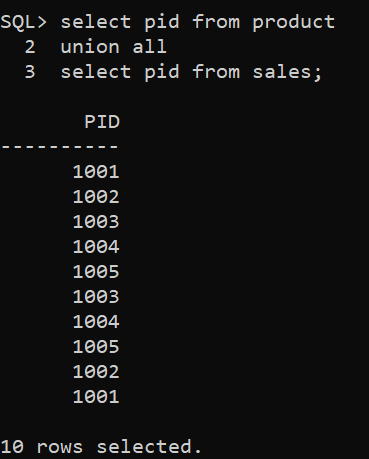 SQL> select pid from product
2 union all
3 select pid from sales;
PID
----------
1001
1002
1003
1004
1005
1003
1004
1005
1002
1001
10 rows selected.